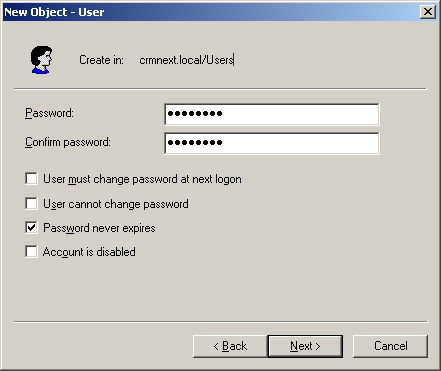 New Object - User
Create in: crmnext.local/Users
Password: ●●●●●●●●
Confirm password: ●●●●●●●●
User must change password at next logon
User cannot change password
Password never expires
Account is disabled
< Back Next > Cancel